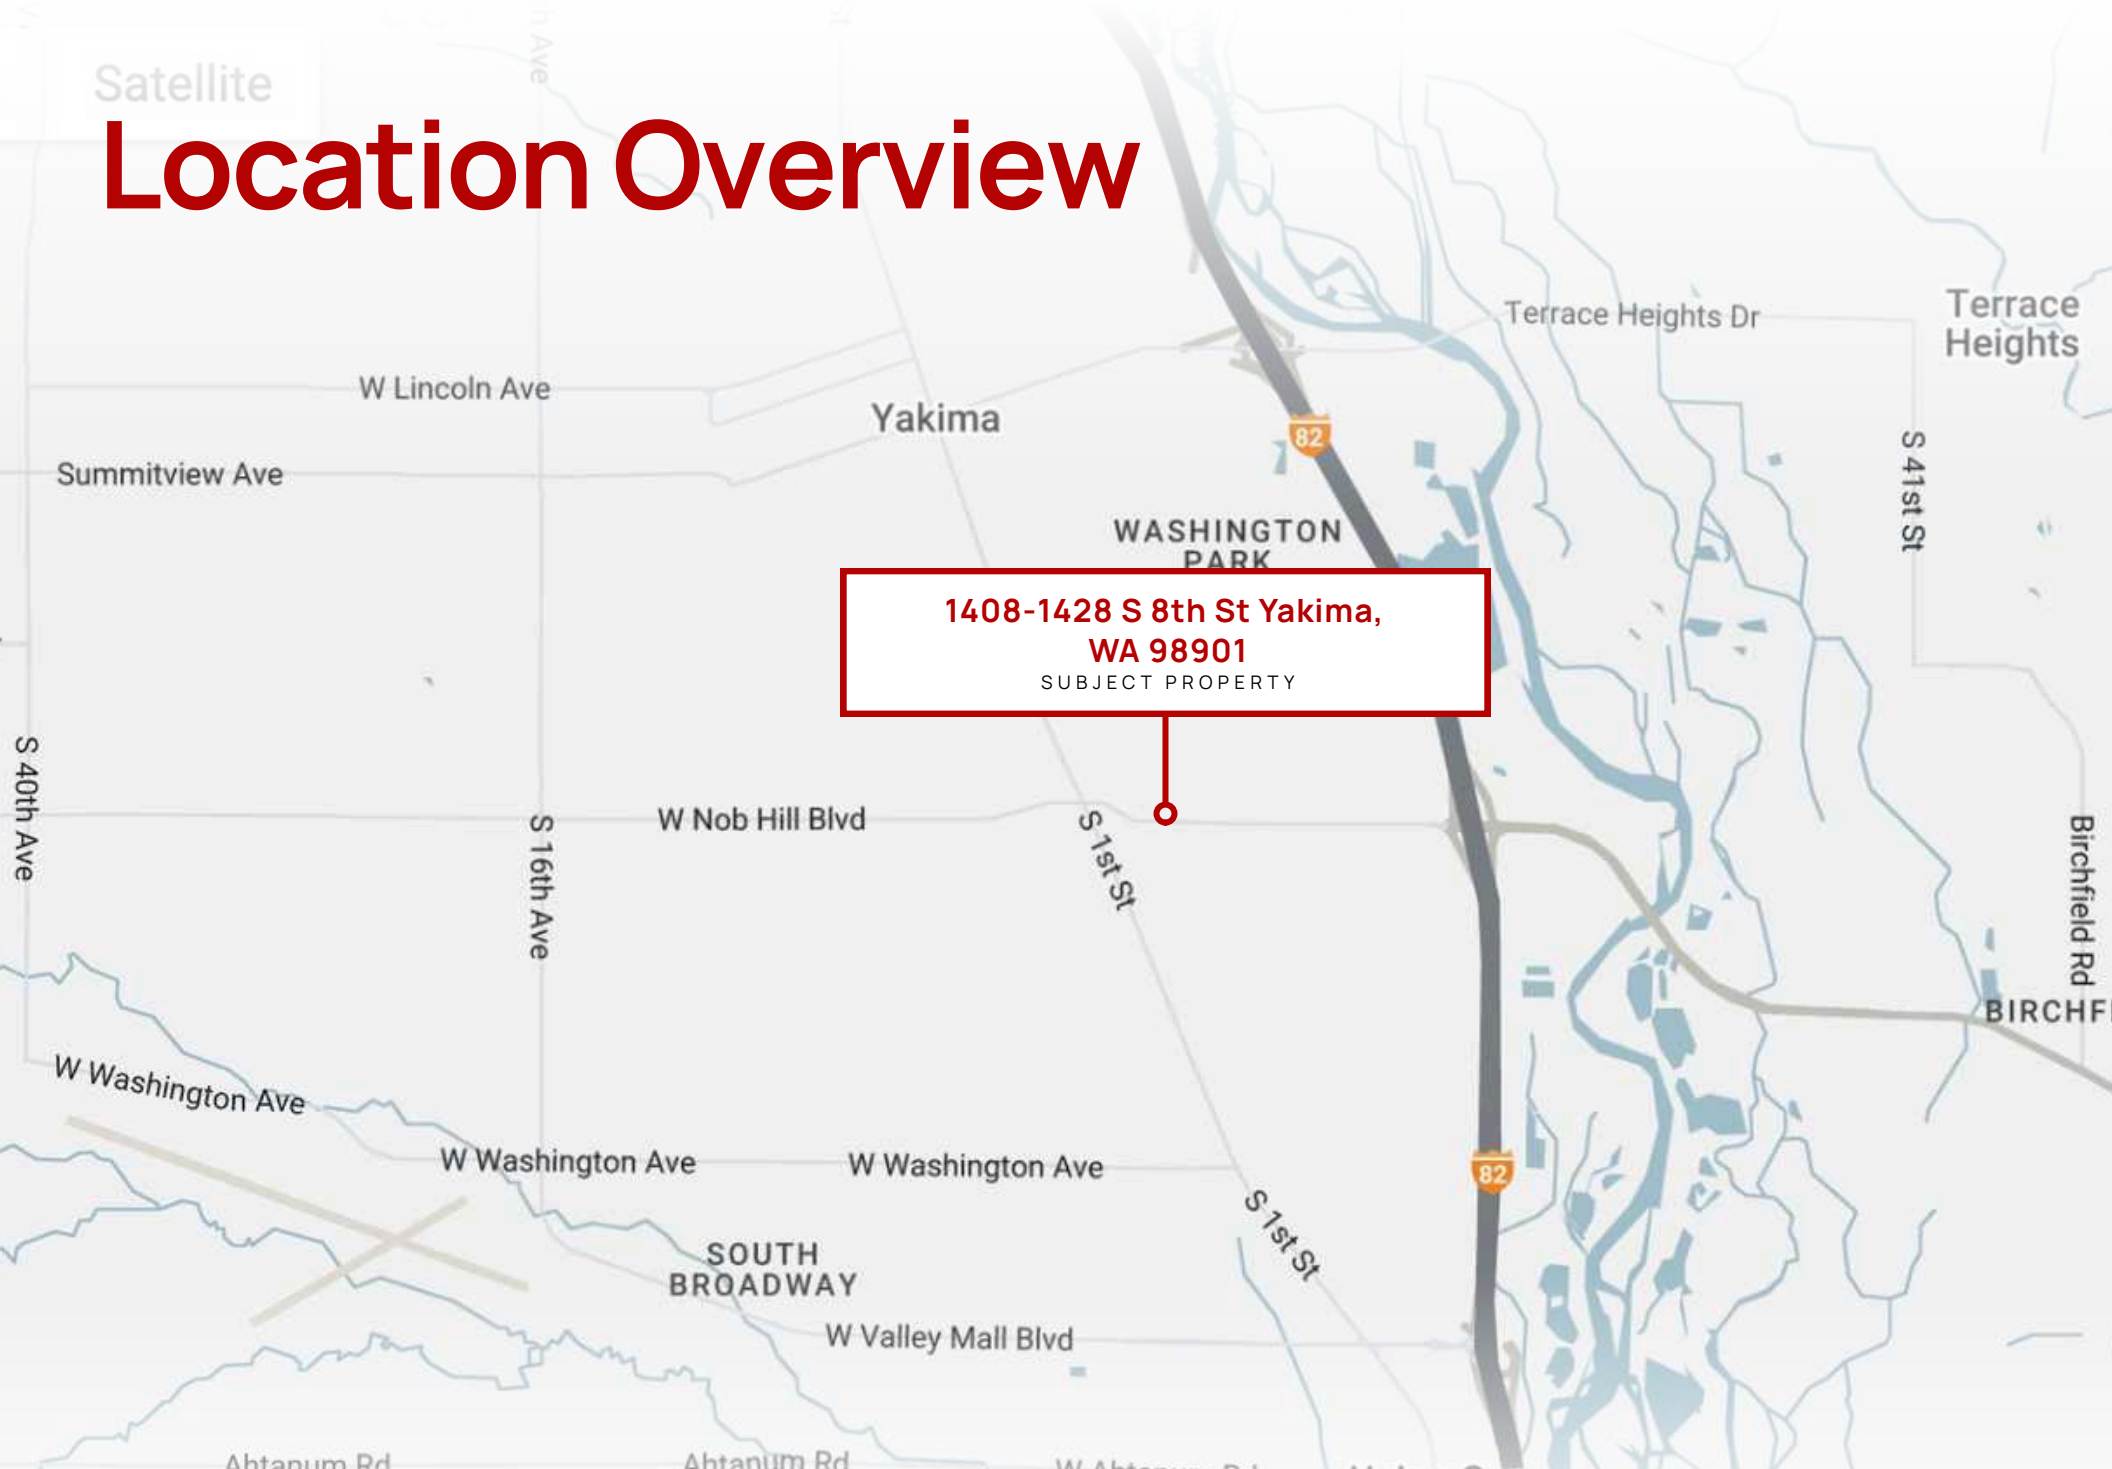 Satellite
Location Overview
Terrace Heights Dr
Terrace
Heights
W Lincoln Ave
Yakima
82
Summitview Ave
S 41st St
WASHINGTON
PARK
1408-1428 S 8th St Yakima,
WA 98901
SUBJECT PROPERTY
S 40th Ave
W Nob Hill Blvd
S 16th Ave
S 1st St
Birchfield Rd
BIRCHF
W Washington Ave
W Washington Ave
W Washington Ave
82
S 1st St
SOUTH
BROADWAY
W Valley Mall Blvd
Ahtanum Rd
Ahtanum Rd